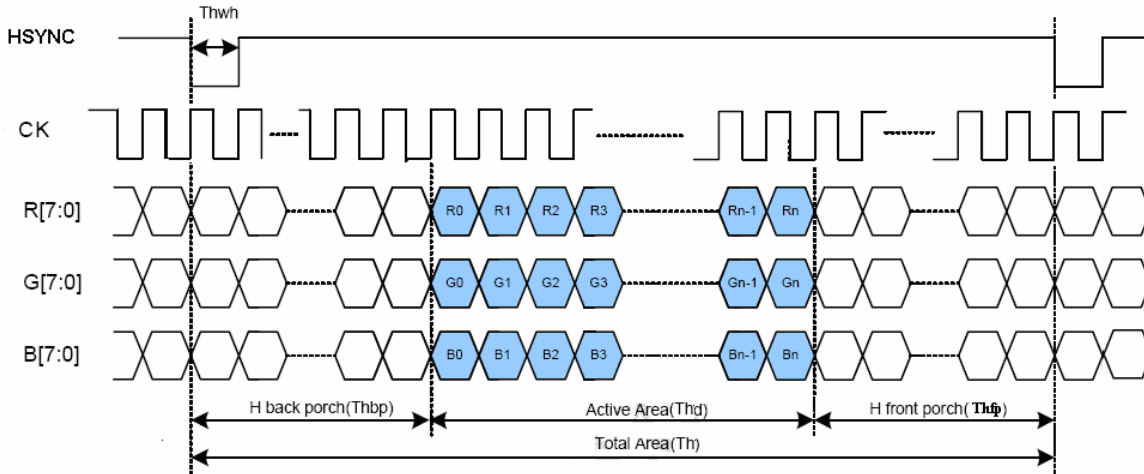 Thwh
HSYNC
CK
R[7:0]
R0 R1 R2 R3 Rn-1 Rn
G[7:0]
G0 G1 G2 G3 Gn-1 Gn
B[7:0]
B0 B1 B2 B3 Bn-1 Bn
H back porch(Thbp) Active Area(Thd) H front porch( Thfp)
Total Area(Th)